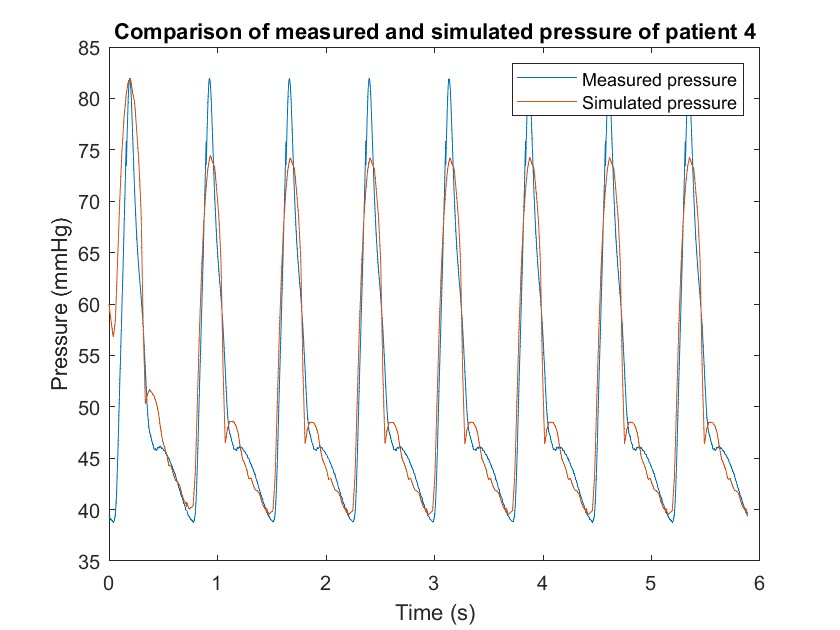 Comparison of measured and simulated pressure of patient 4
Measured pressure
Simulated pressure
Pressure (mmHg)
85
80
75
70
65
60
55
50
45
40
35
0 1 2 3 4 5 6
Time (s)